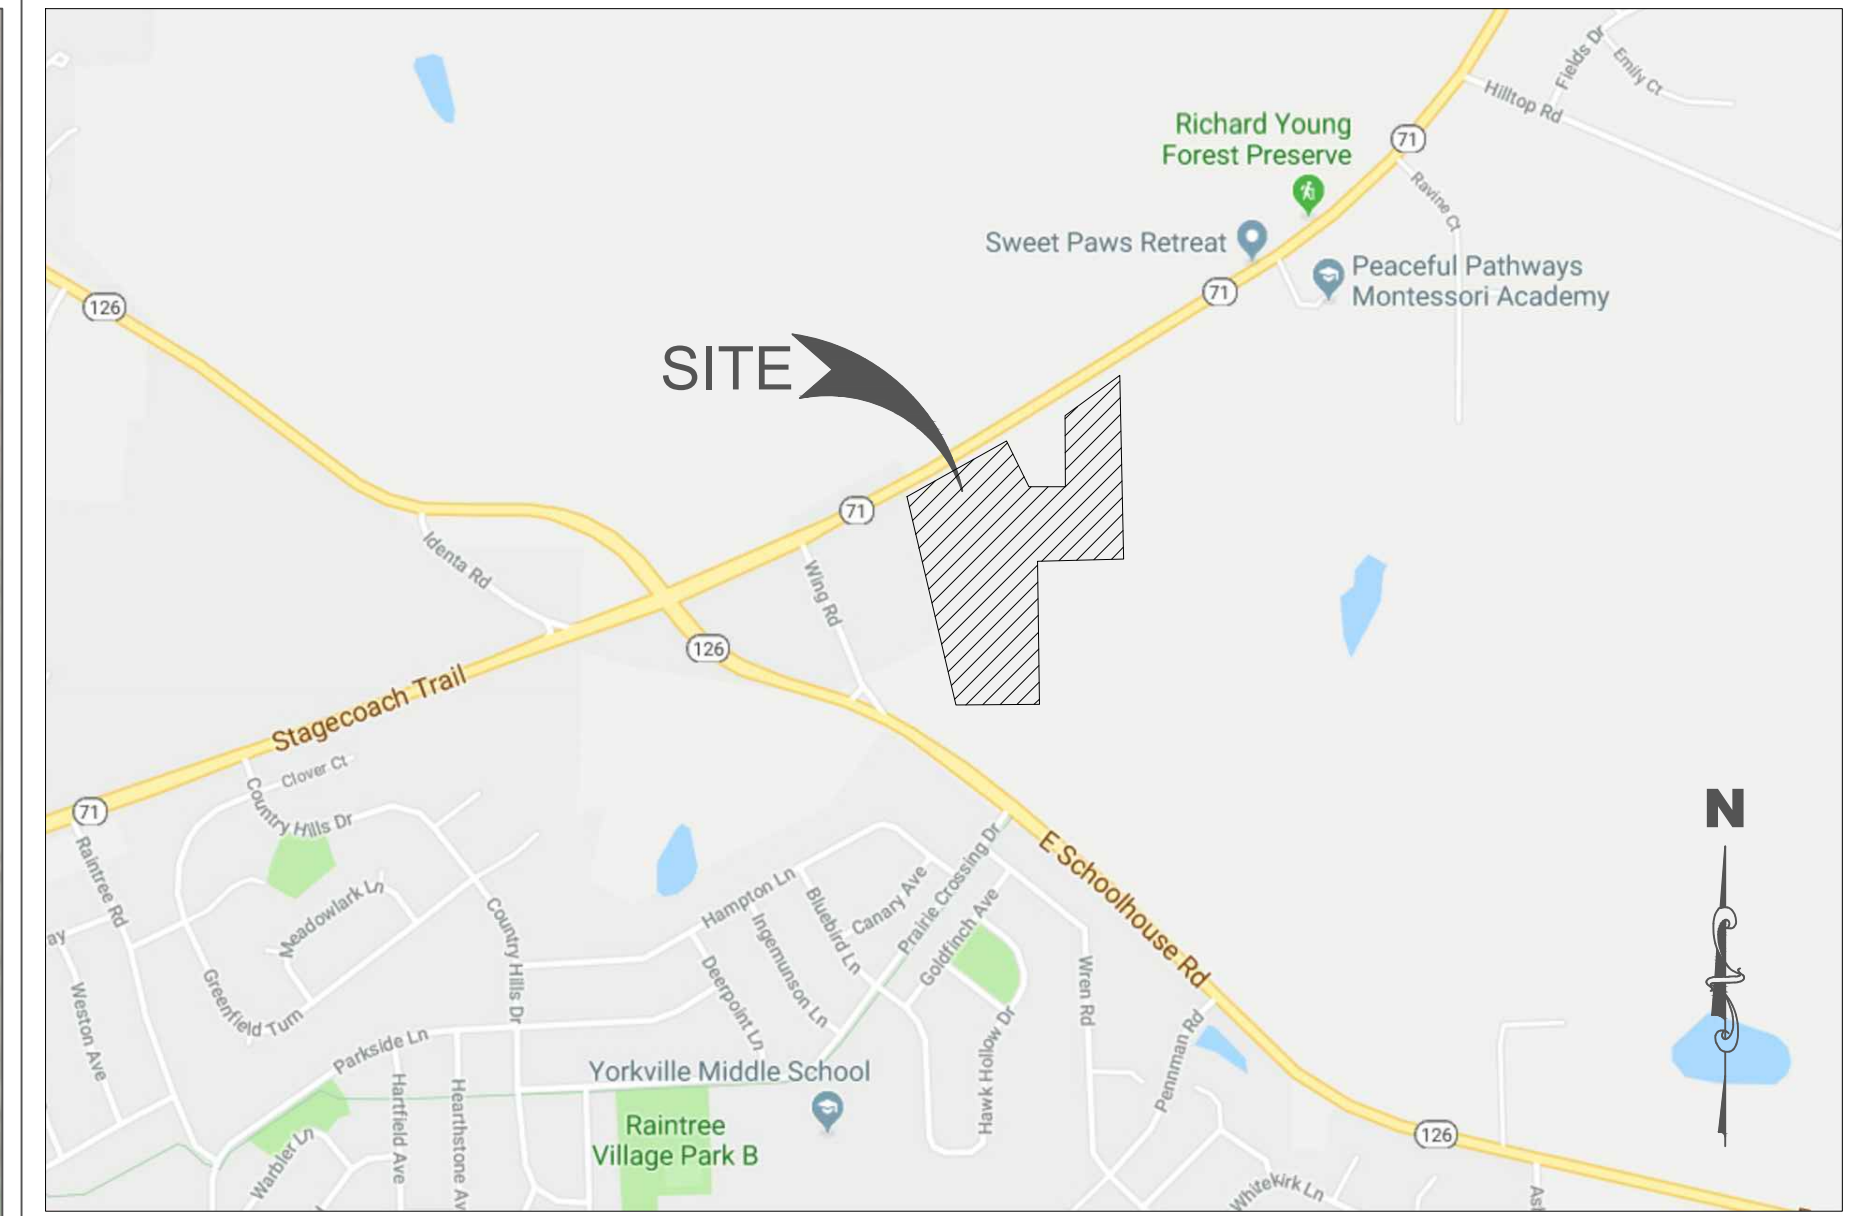 Fields Dr
Emily Ct
Hilltop Rd
Richard Young
Forest Preserve
71
Ravine Ct
Sweet Paws Retreat
Peaceful Pathways
Montessori Academy
71
126
SITE
71
Identa Rd
Wing Rd
126
Stagecoach Trail
Clover Ct
71
Country Hills Dr
N
Raintree Rd
E Schoolhouse Rd
Prairie Crossing Dr
Hampton Ln
Canary Ave
Meadowlark Ln
Bluebird Ln
Goldfinch Ave
Ingemunson Ln
Country Hills Dr
ay
Weston Ave
Greenfield Turn
Deerpoint Ln
Wren Rd
Hawk Hollow Dr
Pennman Rd
Parkside Ln
Yorkville Middle School
Hartfield Ave
Hearthstone Av
Raintree
Village Park B
126
Warbler Ln
Whitekirk Ln
Ast